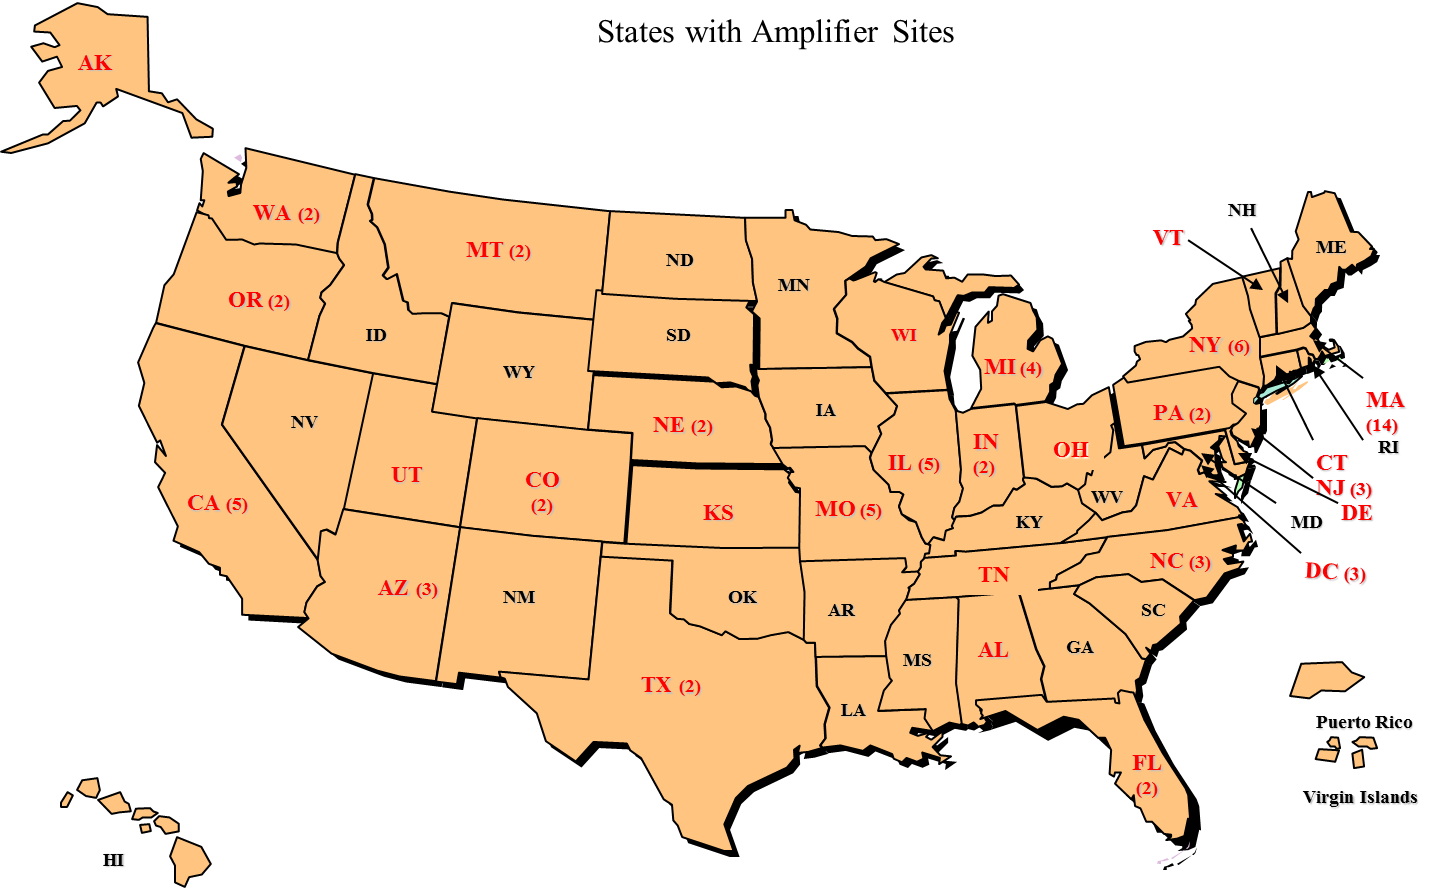 States with Amplifier Sites
AK
WA (2)
MT (2)
ND
MN
NH
VT
ME
OR (2)
ID
SD
WI
MI (4)
NY (6)
WY
MA
(14)
RI
NV
NE (2)
IA
PA (2)
IL (5)
IN
(2)
OH
CT
NJ (3)
DE
MD
DC (3)
CA (5)
UT
CO
(2)
KS
MO (5)
KY
WV
VA
AZ (3)
NM
OK
AR
TN
NC (3)
SC
TX (2)
LA
MS
AL
GA
FL
(2)
Puerto Rico
Virgin Islands
HI